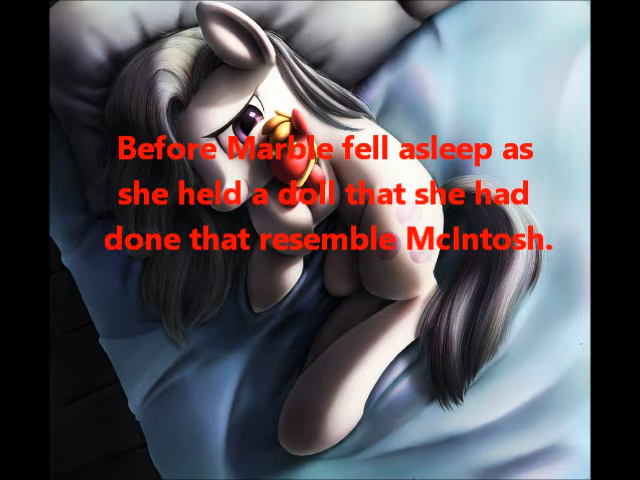 Before Marble fell asleep as
she held a doll that she had
done that resemble McIntosh.